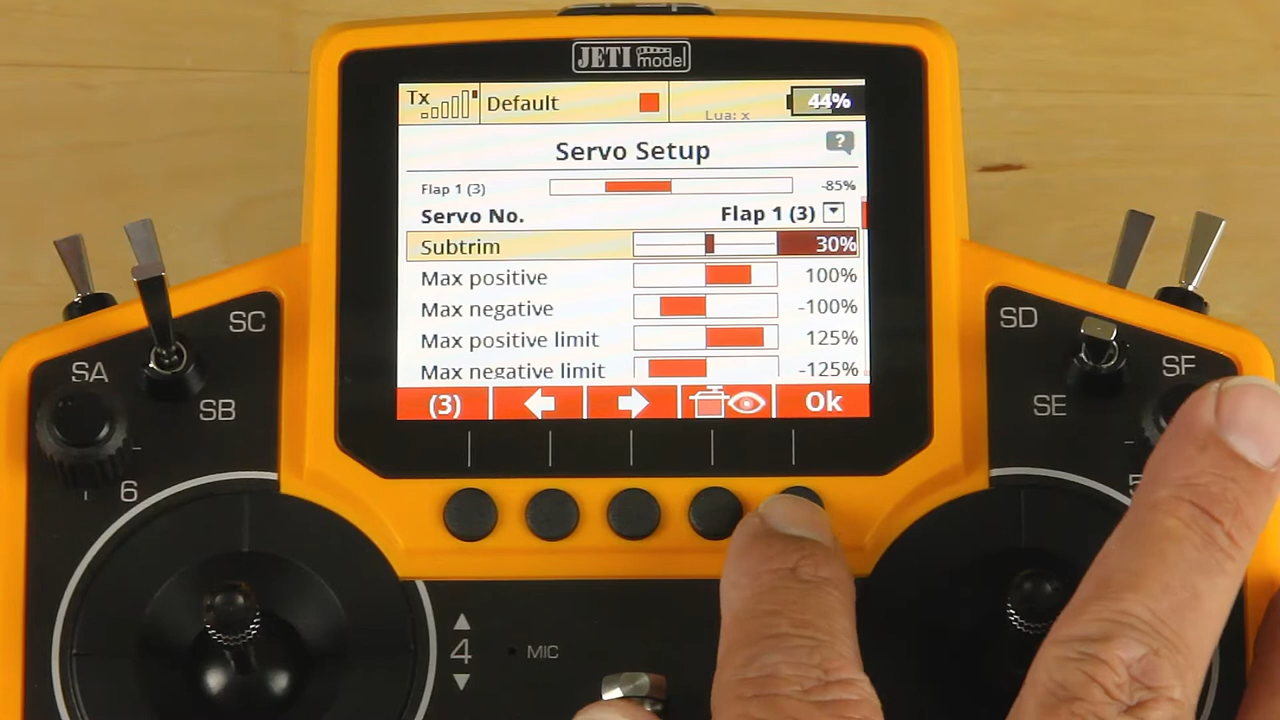 JETI model
Tx Default Lua: x 44%
Servo Setup ?
Flap 1 (3) -85%
Servo No. Flap 1 (3)
Subtrim 30%
Max positive 100%
Max negative -100%
Max positive limit 125%
Max negative limit -125%
(3) Ok
SC SD
SA SF
SB SE
6 5
4 MIC